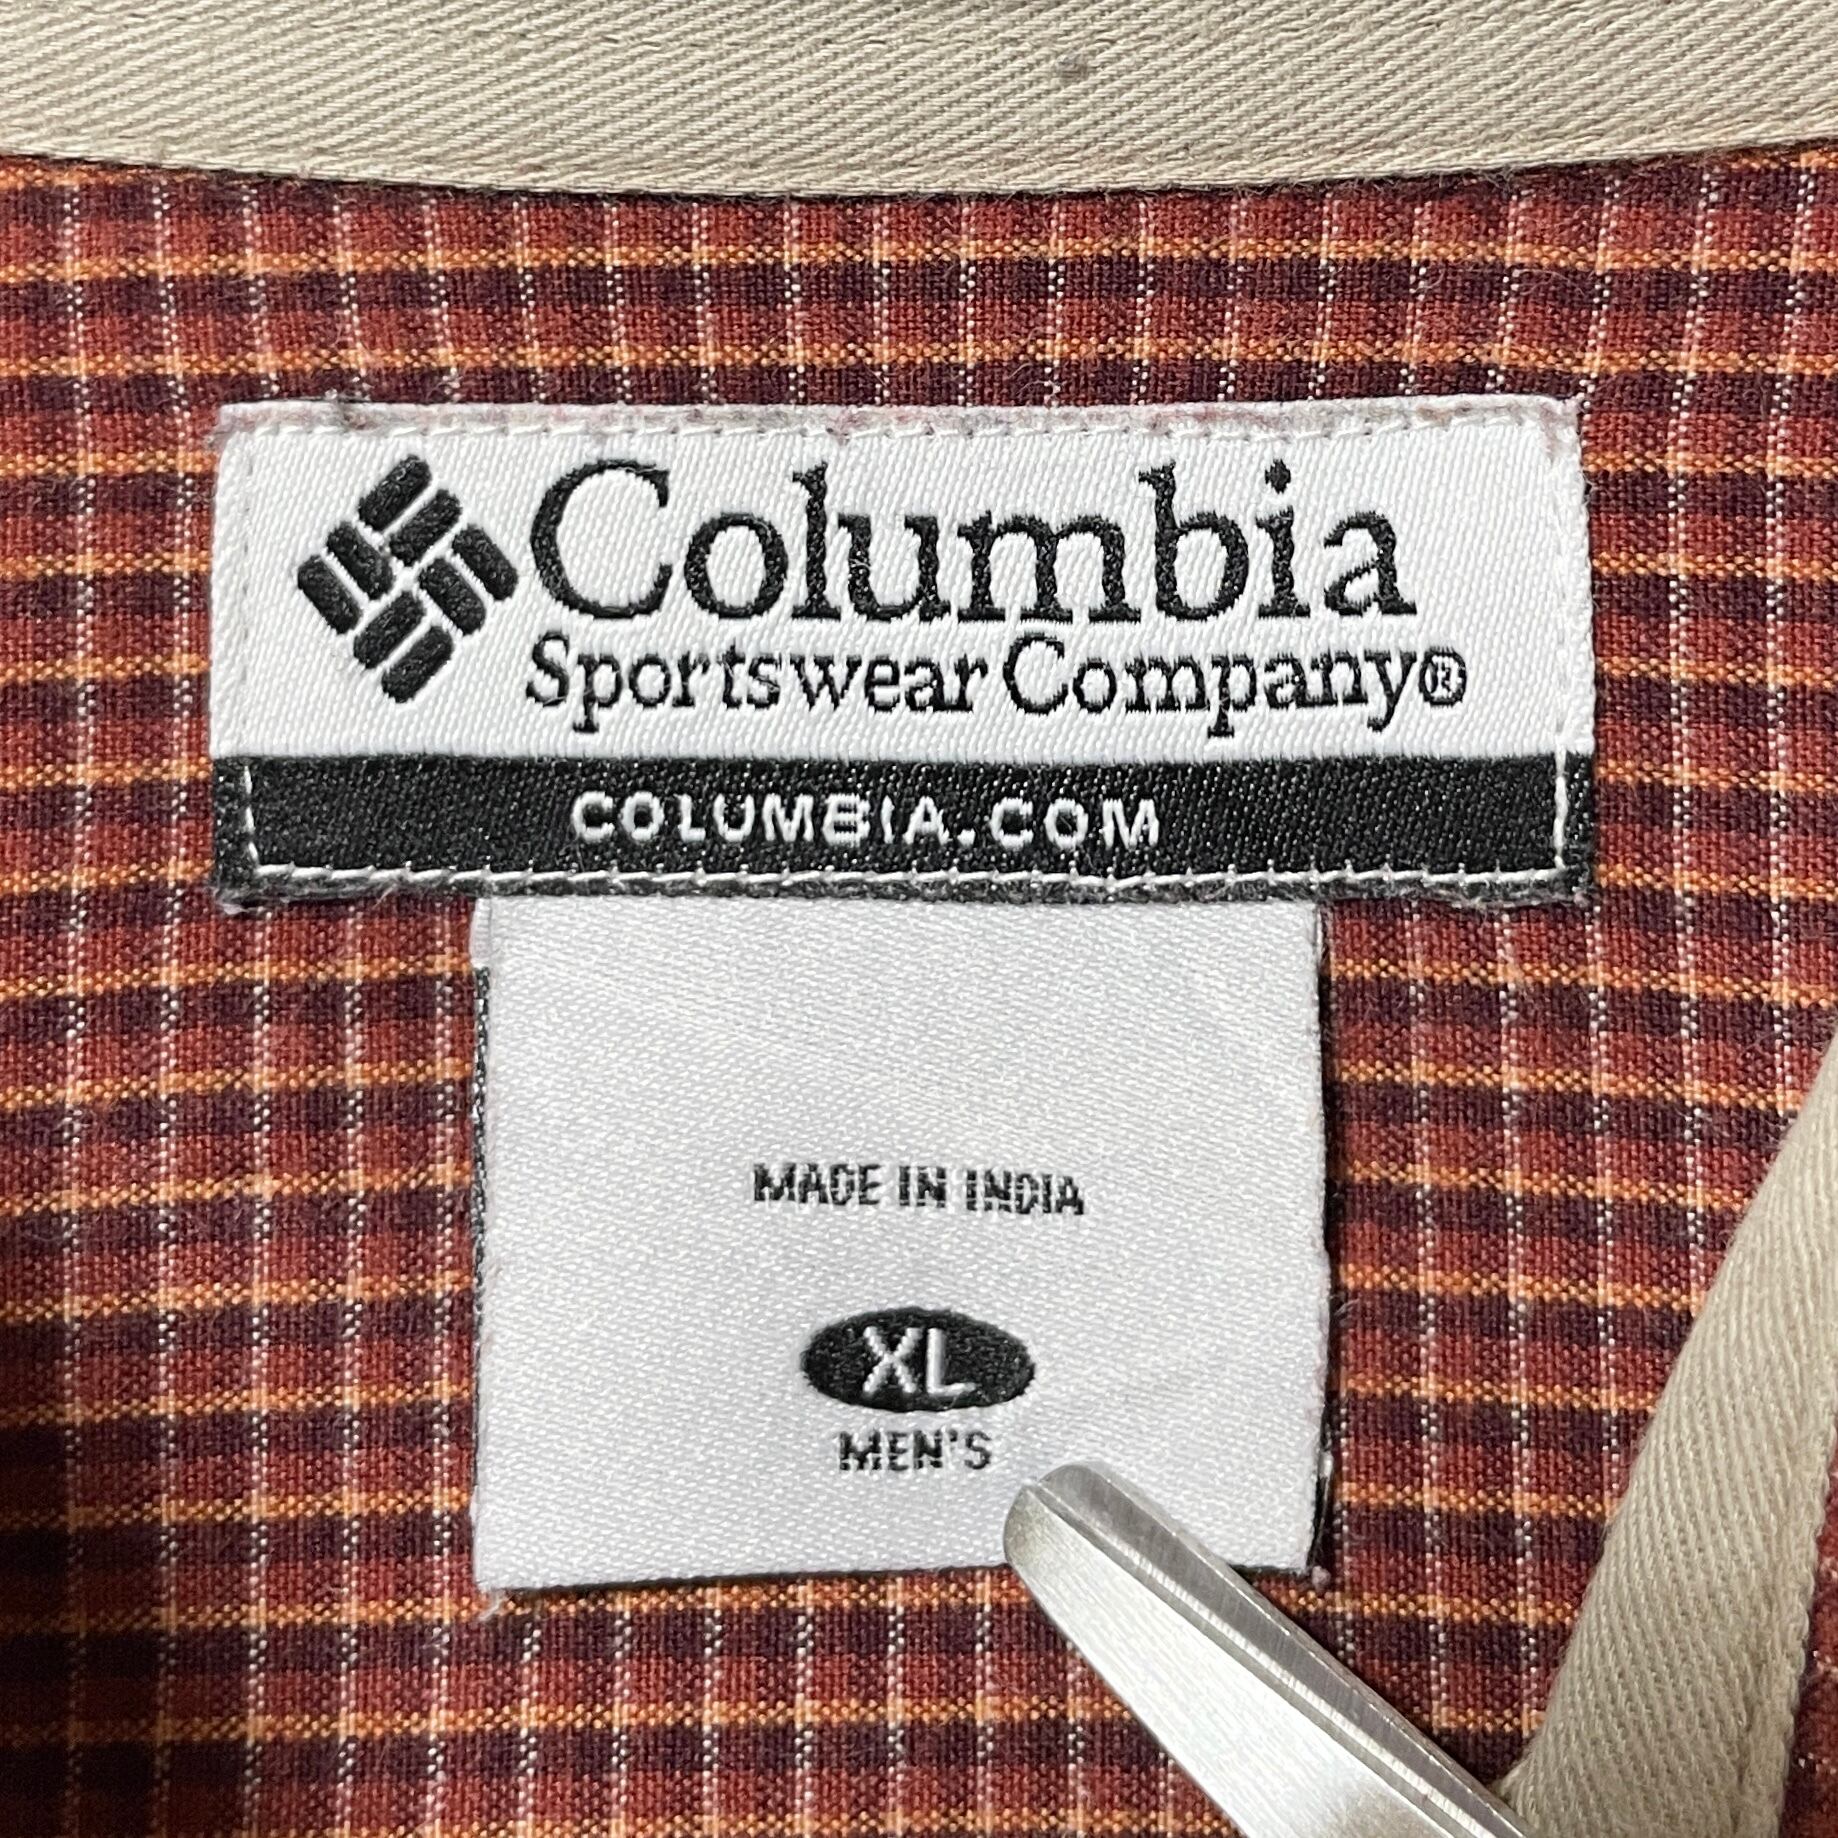 Columbia
Sportswear Company®
COLUMBIA.COM
MADE IN INDIA
XL
MEN'S